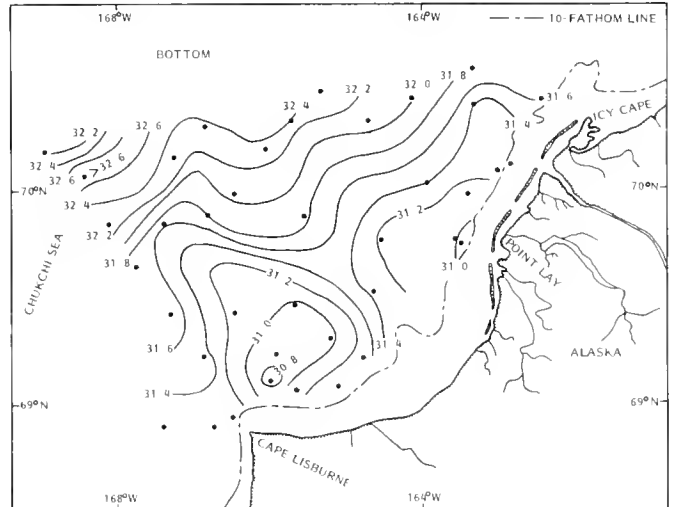 168°W
164°W
10-FATHOM LINE
BOTTOM
31 8
32 0
32 2
32 4
31 6
ICY CAPE
31 4
32 6
32 2
32 4
32 6
>32 6
70°N
70°N
32 4
31 2
32 2
31 0
POINT LAY
CHUKCHI SEA
31 8
31 2
31 0
31 6
31 4
30 8
ALASKA
31 4
69°N
69°N
CAPE LISBURNE
168°W
164°W